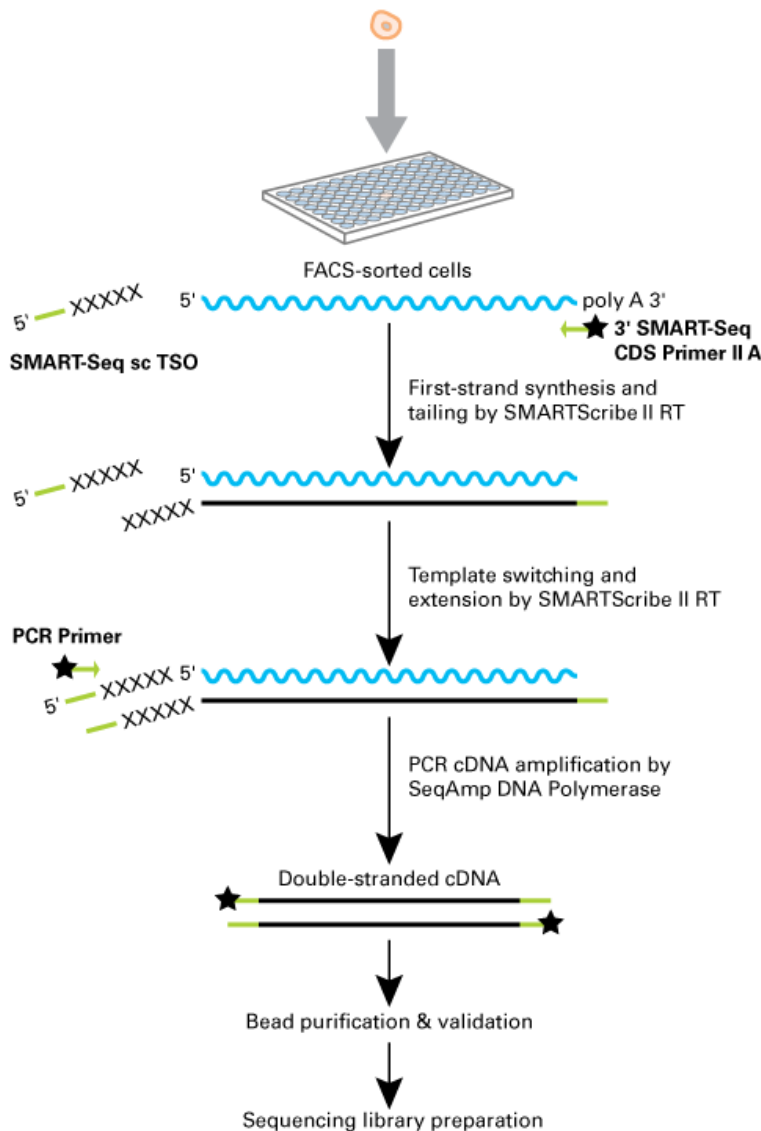 FACS-sorted cells
5' XXXXX
5' poly A 3'
SMART-Seq sc TSO
3' SMART-Seq
CDS Primer II A
First-strand synthesis and
tailing by SMARTScribe II RT
5' XXXXX
5'
XXXXX
Template switching and
extension by SMARTScribe II RT
PCR Primer
5' XXXXX 5'
XXXXX
PCR cDNA amplification by
SeqAmp DNA Polymerase
Double-stranded cDNA
Bead purification & validation
Sequencing library preparation